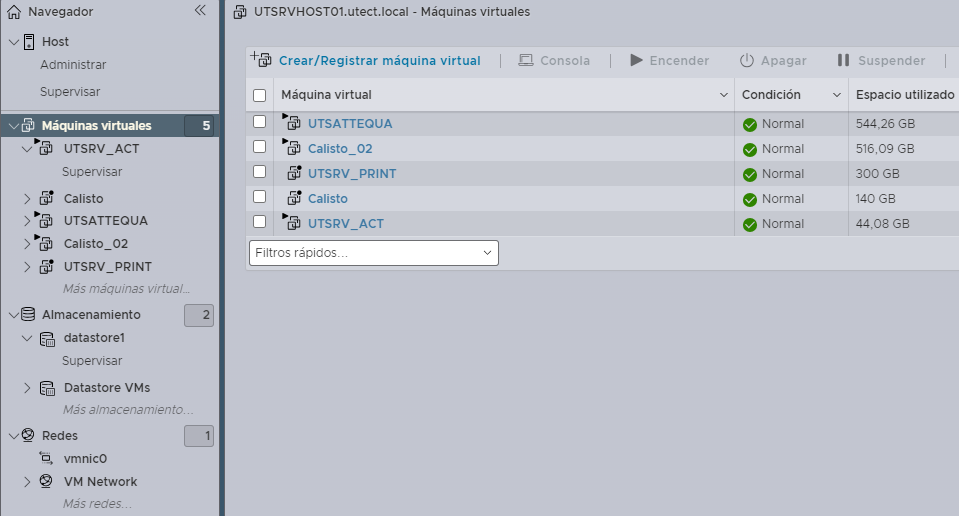 Navegador
Host
Administrar
Supervisar
Máquinas virtuales 5
UTSRV_ACT
Supervisar
Calisto
UTSATTEQUA
Calisto_02
UTSRV_PRINT
Más máquinas virtual...
Almacenamiento 2
datastore1
Supervisar
Datastore VMs
Más almacenamiento...
Redes 1
vmnic0
VM Network
Más redes...
UTSRVHOST01.utect.local - Máquinas virtuales
Crear/Registrar máquina virtual | Consola | Encender Apagar Suspender |
Máquina virtual Condición Espacio utilizado
UTSATTEQUA Normal 544,26 GB
Calisto_02 Normal 516,09 GB
UTSRV_PRINT Normal 300 GB
Calisto Normal 140 GB
UTSRV_ACT Normal 44,08 GB
Filtros rápidos...